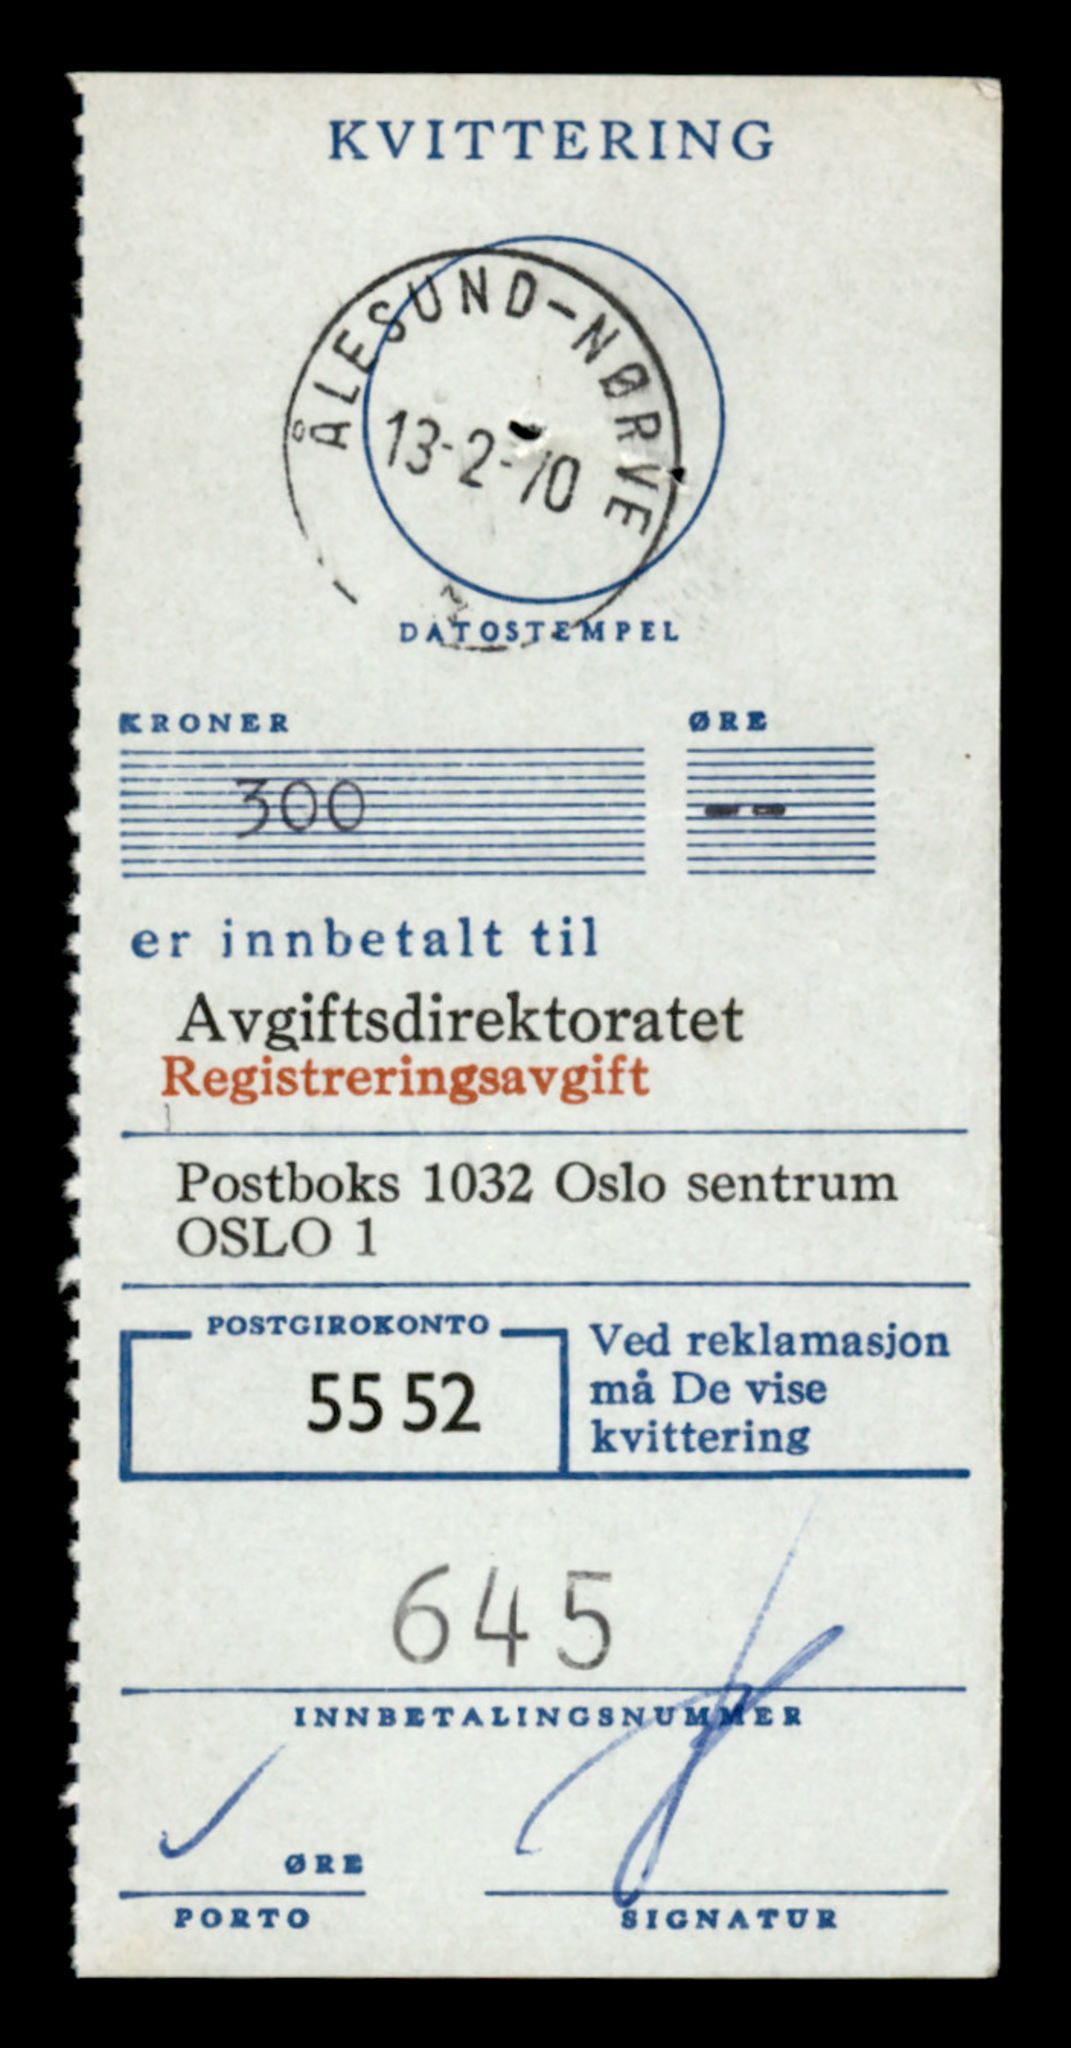 KVITTERING
ÅLESUND-NØRVE
13-2-70
DATOSTEMPEL
KRONER ØRE
300 --
er innbetalt til
Avgiftsdirektoratet
Registreringsavgift
Postboks 1032 Oslo sentrum
OSLO 1
POSTGIROKONTO
55 52
Ved reklamasjon
må De vise
kvittering
645
INNBETALINGSNUMMER
ØRE
PORTO SIGNATUR